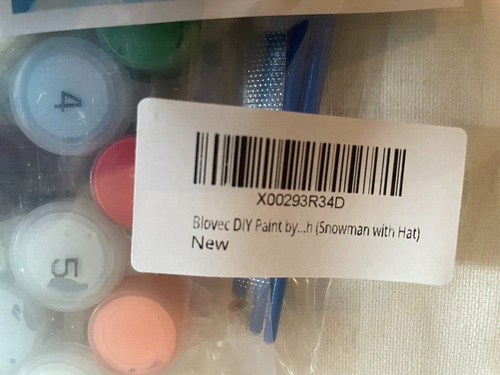 4
5
X00293R34D
Blovec DIY Paint by...h (Snowman with Hat)
New